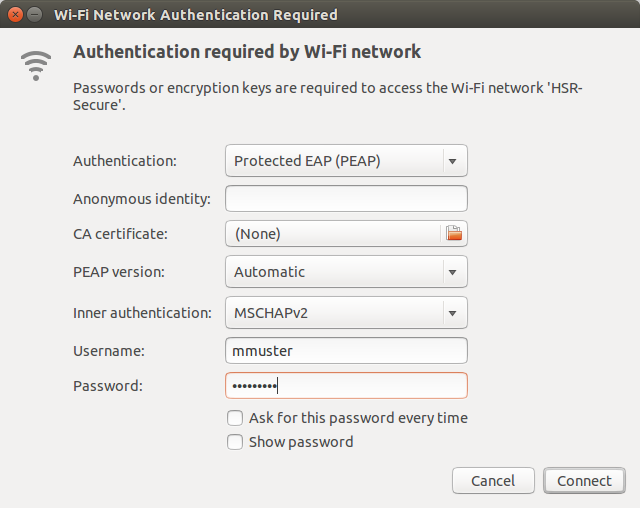 Wi-Fi Network Authentication Required
Authentication required by Wi-Fi network
Passwords or encryption keys are required to access the Wi-Fi network 'HSR-
Secure'.
Authentication: Protected EAP (PEAP)
Anonymous identity:
CA certificate: (None)
PEAP version: Automatic
Inner authentication: MSCHAPv2
Username: mmuster
Password: •••••••••
Ask for this password every time
Show password
Cancel Connect